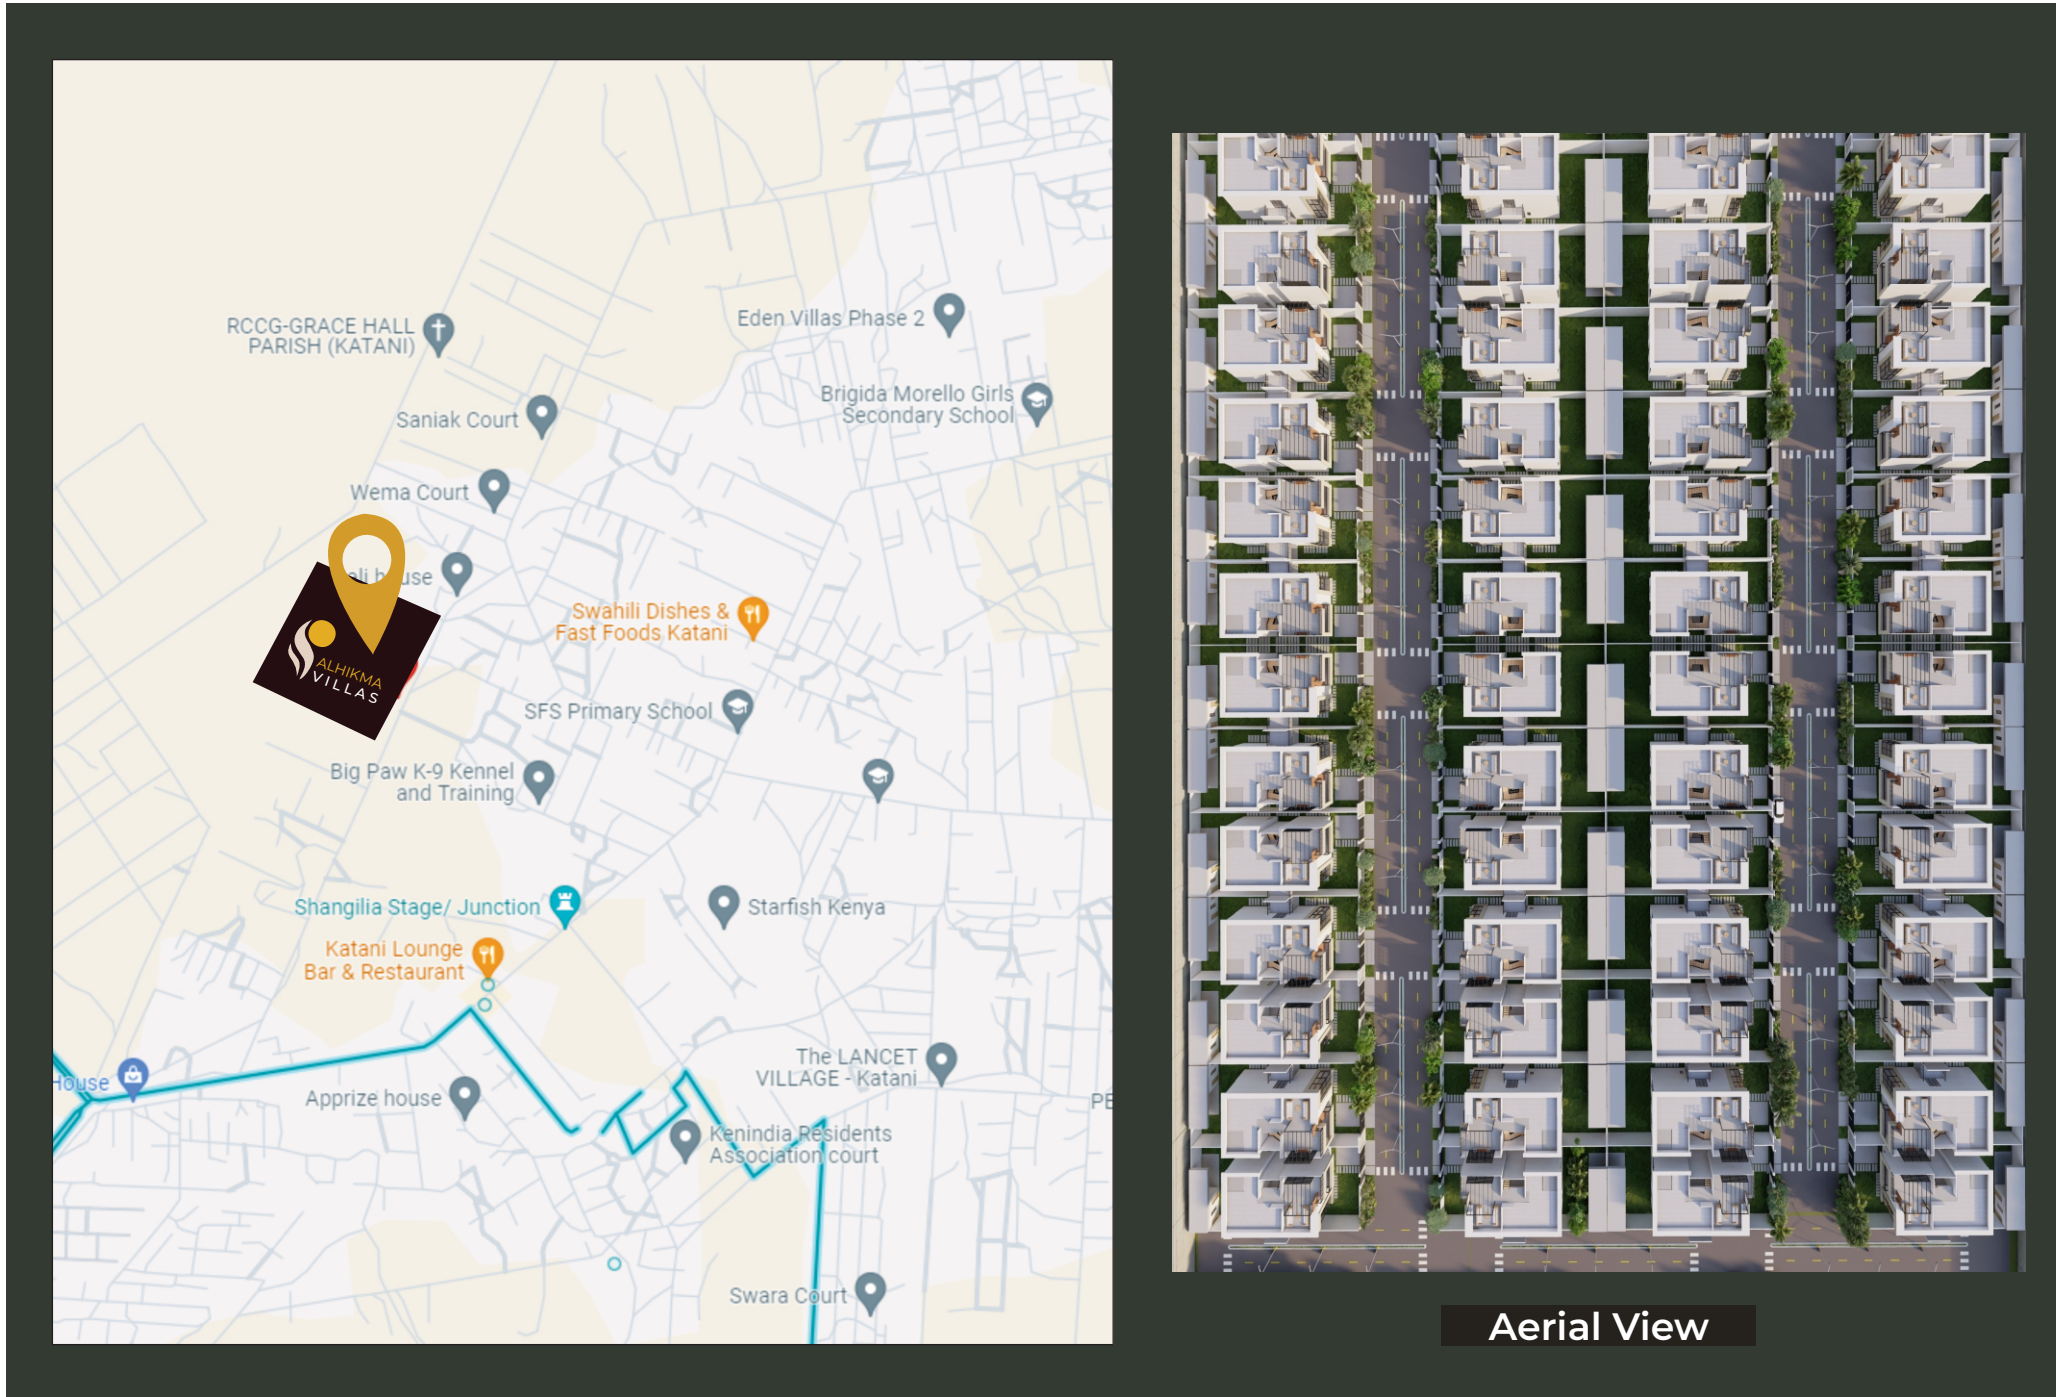 RCCG-GRACE HALL
PARISH (KATANI)
Eden Villas Phase 2
Brigida Morello Girls
Secondary School
Saniak Court
Wema Court
ALHIKMA
VILLAS
Swahili Dishes &
Fast Foods Katani
SFS Primary School
Big Paw K-9 Kennel
and Training
Shangilia Stage/ Junction
Starfish Kenya
Katani Lounge
Bar & Restaurant
House
The LANCET
VILLAGE - Katani
Apprize house
Kenindia Residents
Association court
Swara Court
Aerial View